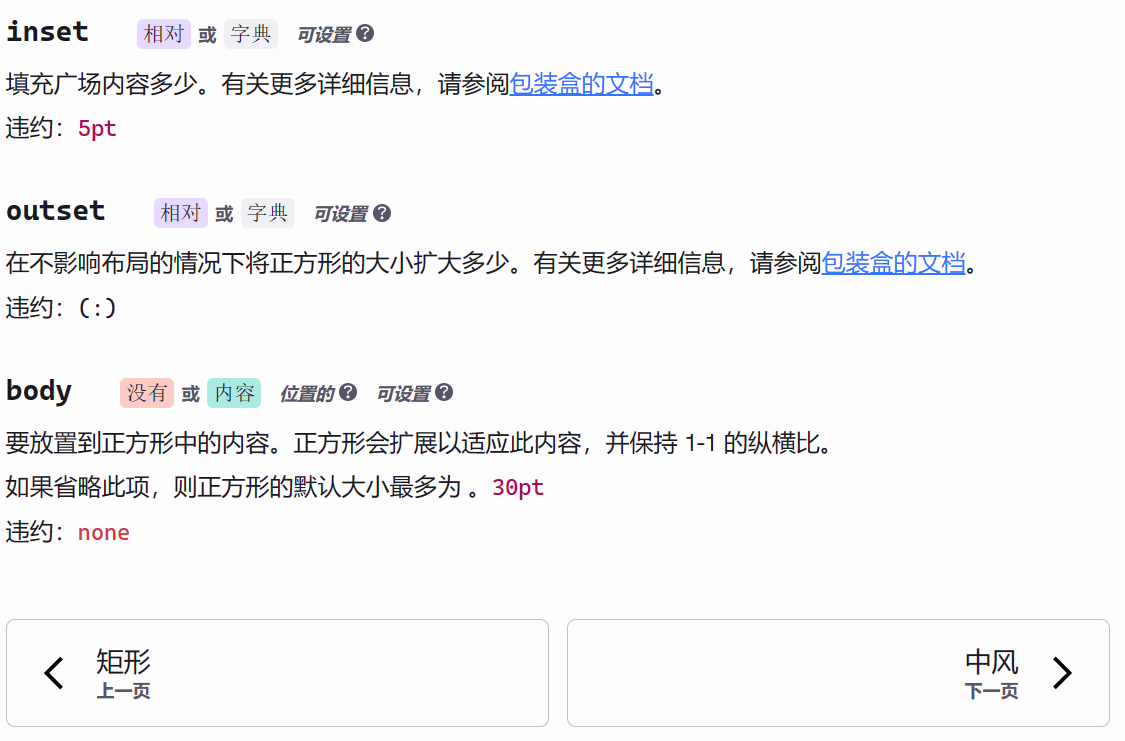 inset 相对 或 字典 可设置 ?
填充广场内容多少。有关更多详细信息，请参阅包装盒的文档。
违约：5pt
outset 相对 或 字典 可设置 ?
在不影响布局的情况下将正方形的大小扩大多少。有关更多详细信息，请参阅包装盒的文档。
违约：(:)
body 没有 或 内容 位置的 ? 可设置 ?
要放置到正方形中的内容。正方形会扩展以适应此内容，并保持 1-1 的纵横比。
如果省略此项，则正方形的默认大小最多为 。30pt
违约：none
矩形
上一页
中风
下一页